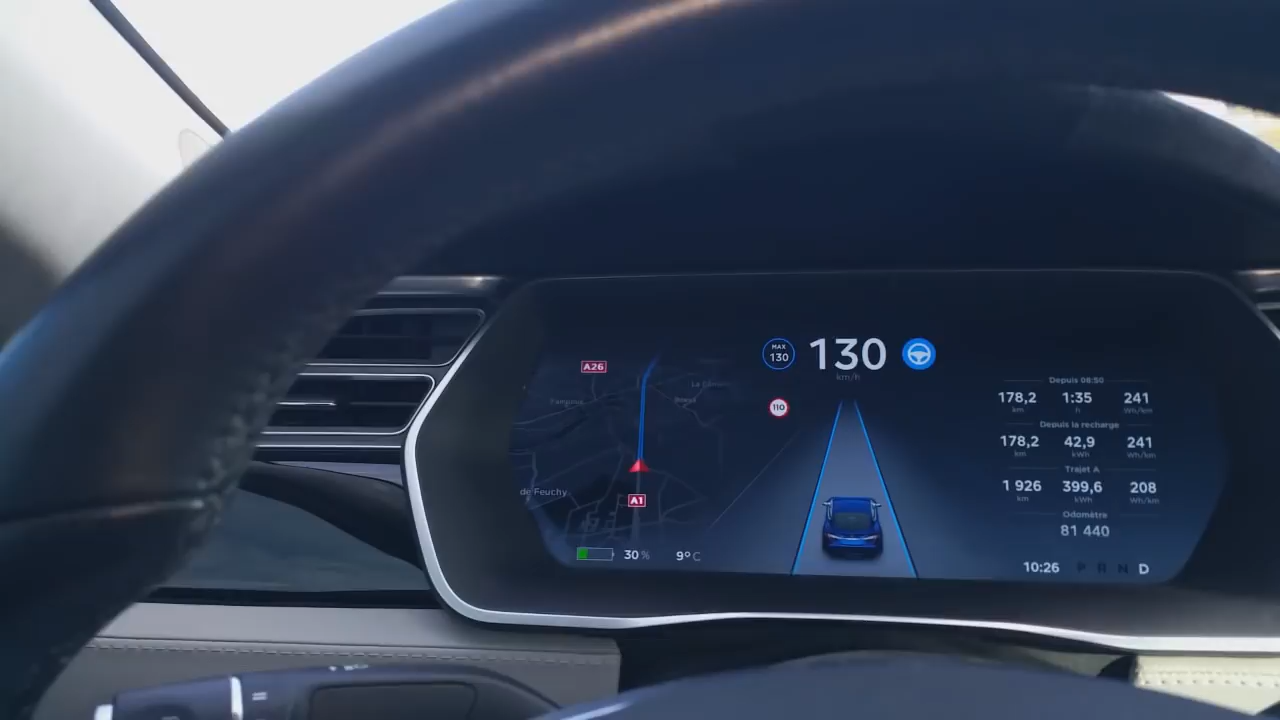 A26
de Feuchy
A1
30 %
9°C
MAX
130
130
km/h
110
Depuis 08:50
178,2 1:35 241
km h Wh/km
Depuis la recharge
178,2 42,9 241
km kWh Wh/km
Trajet A
1 926 399,6 208
km kWh Wh/km
Odomètre
81 440
10:26 P R N D